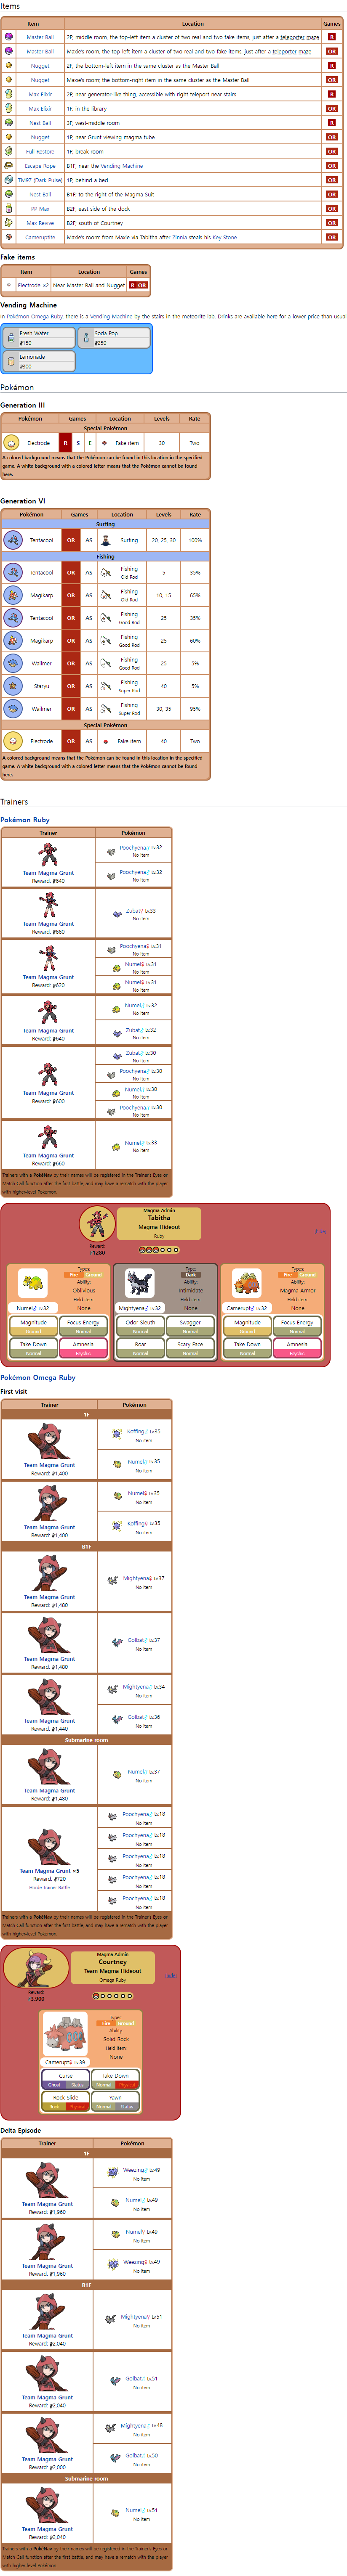 Items
Item Location Games
Master Ball 2F; middle room, the top-left item a cluster of two real and two fake items, just after a teleporter maze R
Master Ball Maxie's room, the top-left item a cluster of two real and two fake items, just after a teleporter maze OR
Nugget 2F; the bottom-left item in the same cluster as the Master Ball R
Nugget Maxie's room; the bottom-right item in the same cluster as the Master Ball OR
Max Elixir 2F; near generator-like thing, accessible with right teleport near stairs R
Max Elixir 1F; in the library OR
Nest Ball 3F; west-middle room R
Nugget 1F; near Grunt viewing magma tube OR
Full Restore 1F; break room OR
Escape Rope B1F; near the Vending Machine OR
TM97 (Dark Pulse) 1F; behind a bed OR
Nest Ball B1F; to the right of the Magma Suit OR
PP Max B2F; east side of the dock OR
Max Revive B2F; south of Courtney OR
Cameruptite Maxie's room; from Maxie via Tabitha after Zinnia steals his Key Stone OR
Fake items
Item Location Games
Electrode ×2 Near Master Ball and Nugget R OR
Vending Machine
In Pokémon Omega Ruby, there is a Vending Machine by the stairs in the meteorite lab. Drinks are available here for a lower price than usual
Fresh Water
150
Soda Pop
250
Lemonade
300
Pokémon
Generation III
Pokémon Games Location Levels Rate
Special Pokémon
Electrode R S E Fake item 30 Two
A colored background means that the Pokémon can be found in this location in the specified
game. A white background with a colored letter means that the Pokémon cannot be found
here.
Generation VI
Pokémon Games Location Levels Rate
Surfing
Tentacool OR AS Surfing 20, 25, 30 100%
Fishing
Tentacool OR AS Fishing Old Rod 5 35%
Magikarp OR AS Fishing Old Rod 10, 15 65%
Tentacool OR AS Fishing Good Rod 25 35%
Magikarp OR AS Fishing Good Rod 25 60%
Wailmer OR AS Fishing Good Rod 25 5%
Staryu OR AS Fishing Super Rod 40 5%
Wailmer OR AS Fishing Super Rod 30, 35 95%
Special Pokémon
Electrode OR AS Fake item 40 Two
A colored background means that the Pokémon can be found in this location in the specified
game. A white background with a colored letter means that the Pokémon cannot be found
here.
Trainers
Pokémon Ruby
Trainer Pokémon
Team Magma Grunt
Reward: 640
Poochyena♂ Lv.32
No item
Poochyena♂ Lv.32
No item
Team Magma Grunt
Reward: 660
Zubat♀ Lv.33
No item
Team Magma Grunt
Reward: 620
Poochyena♀ Lv.31
No item
Numel♀ Lv.31
No item
Numel♀ Lv.31
No item
Team Magma Grunt
Reward: 640
Numel♂ Lv.32
No item
Zubat♂ Lv.32
No item
Team Magma Grunt
Reward: 600
Zubat♂ Lv.30
No item
Poochyena♂ Lv.30
No item
Numel♂ Lv.30
No item
Poochyena♂ Lv.30
No item
Team Magma Grunt
Reward: 660
Numel♂ Lv.33
No item
Trainers with a PokéNav by their names will be registered in the Trainer's Eyes or
Match Call function after the first battle, and may have a rematch with the player
with higher-level Pokémon.
Magma Admin
Tabitha
Magma Hideout
Ruby
Reward:
1280
Types:
Fire Ground
Ability:
Oblivious
Held item:
None
Numel♂ Lv.32
Magnitude
Ground
Focus Energy
Normal
Take Down
Normal
Amnesia
Psychic
Type:
Dark
Ability:
Intimidate
Held item:
None
Mightyena♂ Lv.32
Odor Sleuth
Normal
Swagger
Normal
Roar
Normal
Scary Face
Normal
Types:
Fire Ground
Ability:
Magma Armor
Held item:
None
Camerupt♂ Lv.32
Magnitude
Ground
Focus Energy
Normal
Take Down
Normal
Amnesia
Psychic
Pokémon Omega Ruby
First visit
Trainer Pokémon
1F
Team Magma Grunt
Reward: 1,400
Koffing♂ Lv.35
No item
Numel♂ Lv.35
No item
Team Magma Grunt
Reward: 1,400
Numel♀ Lv.35
No item
Koffing♀ Lv.35
No item
B1F
Team Magma Grunt
Reward: 1,480
Mightyena♀ Lv.37
No item
Team Magma Grunt
Reward: 1,480
Golbat♂ Lv.37
No item
Team Magma Grunt
Reward: 1,440
Mightyena♂ Lv.34
No item
Golbat♂ Lv.36
No item
Submarine room
Team Magma Grunt
Reward: 1,480
Numel♂ Lv.37
No item
Team Magma Grunt ×5
Reward: 720
Horde Trainer Battle
Poochyena♂ Lv.18
No item
Poochyena♂ Lv.18
No item
Poochyena♂ Lv.18
No item
Poochyena♂ Lv.18
No item
Poochyena♂ Lv.18
No item
Trainers with a PokéNav by their names will be registered in the Trainer's Eyes or
Match Call function after the first battle, and may have a rematch with the player
with higher-level Pokémon.
Magma Admin
Courtney
Team Magma Hideout
Omega Ruby
Reward:
3,900
Types:
Fire Ground
Ability:
Solid Rock
Held item:
None
Camerupt♀ Lv.39
Curse
Ghost Status
Take Down
Normal Physical
Rock Slide
Rock Physical
Yawn
Normal Status
Delta Episode
Trainer Pokémon
1F
Team Magma Grunt
Reward: 1,960
Weezing♂ Lv.49
No item
Numel♂ Lv.49
No item
Team Magma Grunt
Reward: 1,960
Numel♀ Lv.49
No item
Weezing♀ Lv.49
No item
B1F
Team Magma Grunt
Reward: 2,040
Mightyena♀ Lv.51
No item
Team Magma Grunt
Reward: 2,040
Golbat♂ Lv.51
No item
Team Magma Grunt
Reward: 2,000
Mightyena♂ Lv.48
No item
Golbat♂ Lv.50
No item
Submarine room
Team Magma Grunt
Reward: 2,040
Numel♂ Lv.51
No item
Trainers with a PokéNav by their names will be registered in the Trainer's Eyes or
Match Call function after the first battle, and may have a rematch with the player
with higher-level Pokémon.